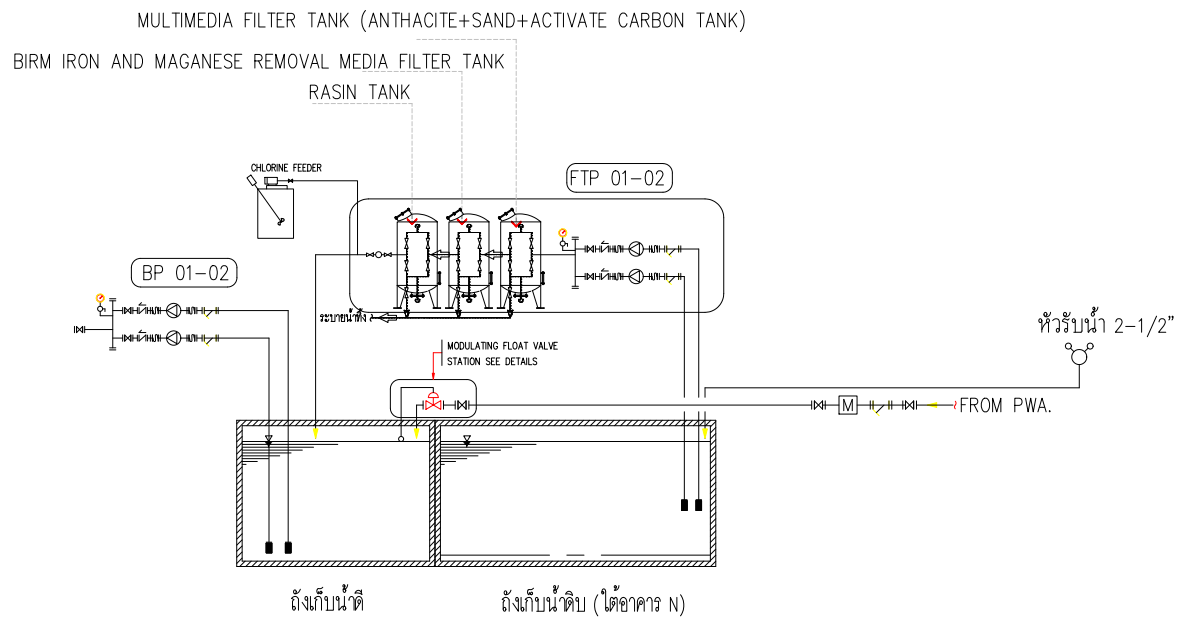 MULTIMEDIA FILTER TANK (ANTHACITE+SAND+ACTIVATE CARBON TANK)
BIRM IRON AND MAGANESE REMOVAL MEDIA FILTER TANK
RASIN TANK
CHLORINE FEEDER
FTP 01-02
BP 01-02
ระบายน้ำทิ้ง
หัวรับน้ำ 2-1/2"
MODULATING FLOAT VALVE
STATION SEE DETAILS
M
FROM PWA.
ถังเก็บน้ำดี
ถังเก็บน้ำดิบ (ใต้อาคาร N)